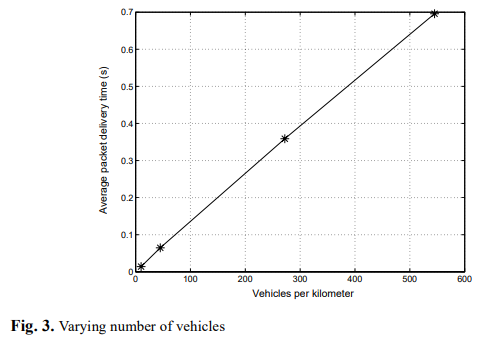 0.7
0.6
0.5
0.4
0.3
0.2
0.1
0
0 100 200 300 400 500 600
Average packet delivery time (s)
Vehicles per kilometer
Fig. 3. Varying number of vehicles